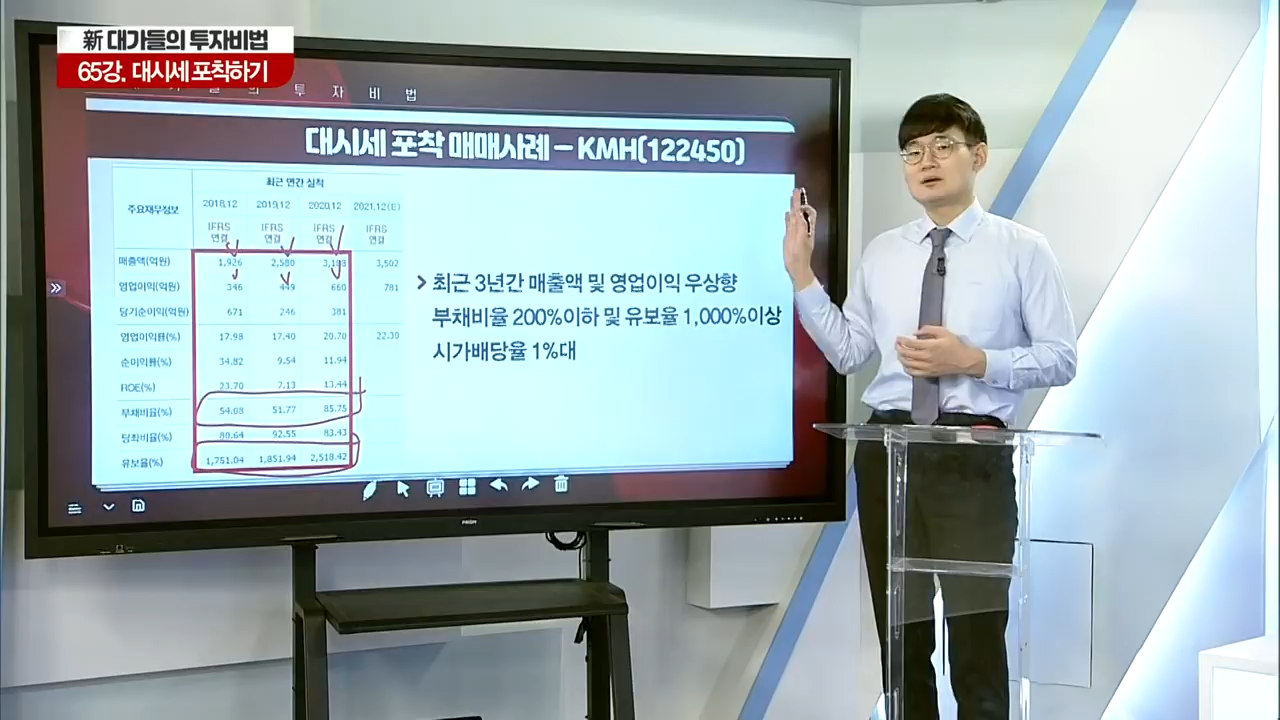 新 대가들의 투자비법
65강. 대시세 포착하기
의 투 자 비 법
대시세 포착 매매사례 – KMH(122450)
주요재무정보
최근 연간 실적
2018.12 2019.12 2020.12 2021.12(E)
IFRS 연결 IFRS 연결 IFRS 연결 IFRS 연결
매출액(억원) 1,926 2,580 3,188 3,502
영업이익(억원) 346 449 660 781
당기순이익(억원) 671 246 381
영업이익률(%) 17.98 17.40 20.70 22.30
순이익률(%) 34.82 9.54 11.94
ROE(%) 23.70 7.13 13.44
부채비율(%) 54.08 51.77 85.75
당좌비율(%) 80.64 92.55 83.43
유보율(%) 1,751.04 1,851.94 2,518.42
최근 3년간 매출액 및 영업이익 우상향
부채비율 200%이하 및 유보율 1,000%이상
시가배당율 1%대
PRISM